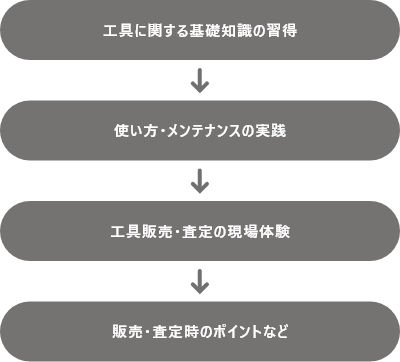 工具に関する基礎知識の習得
使い方・メンテナンスの実践
工具販売・査定の現場体験
販売・査定時のポイントなど